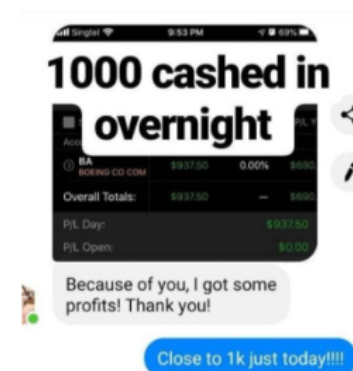 Singtel 9:53 PM 69%
1000 cashed in
overnight
P/L Y
BA $937.50 0.00% $690
BOEING CO COM
Overall Totals: $937.50 – $690
P/L Day: $937.50
P/L Open: $0.00
Because of you, I got some
profits! Thank you!
Close to 1k just today!!!!